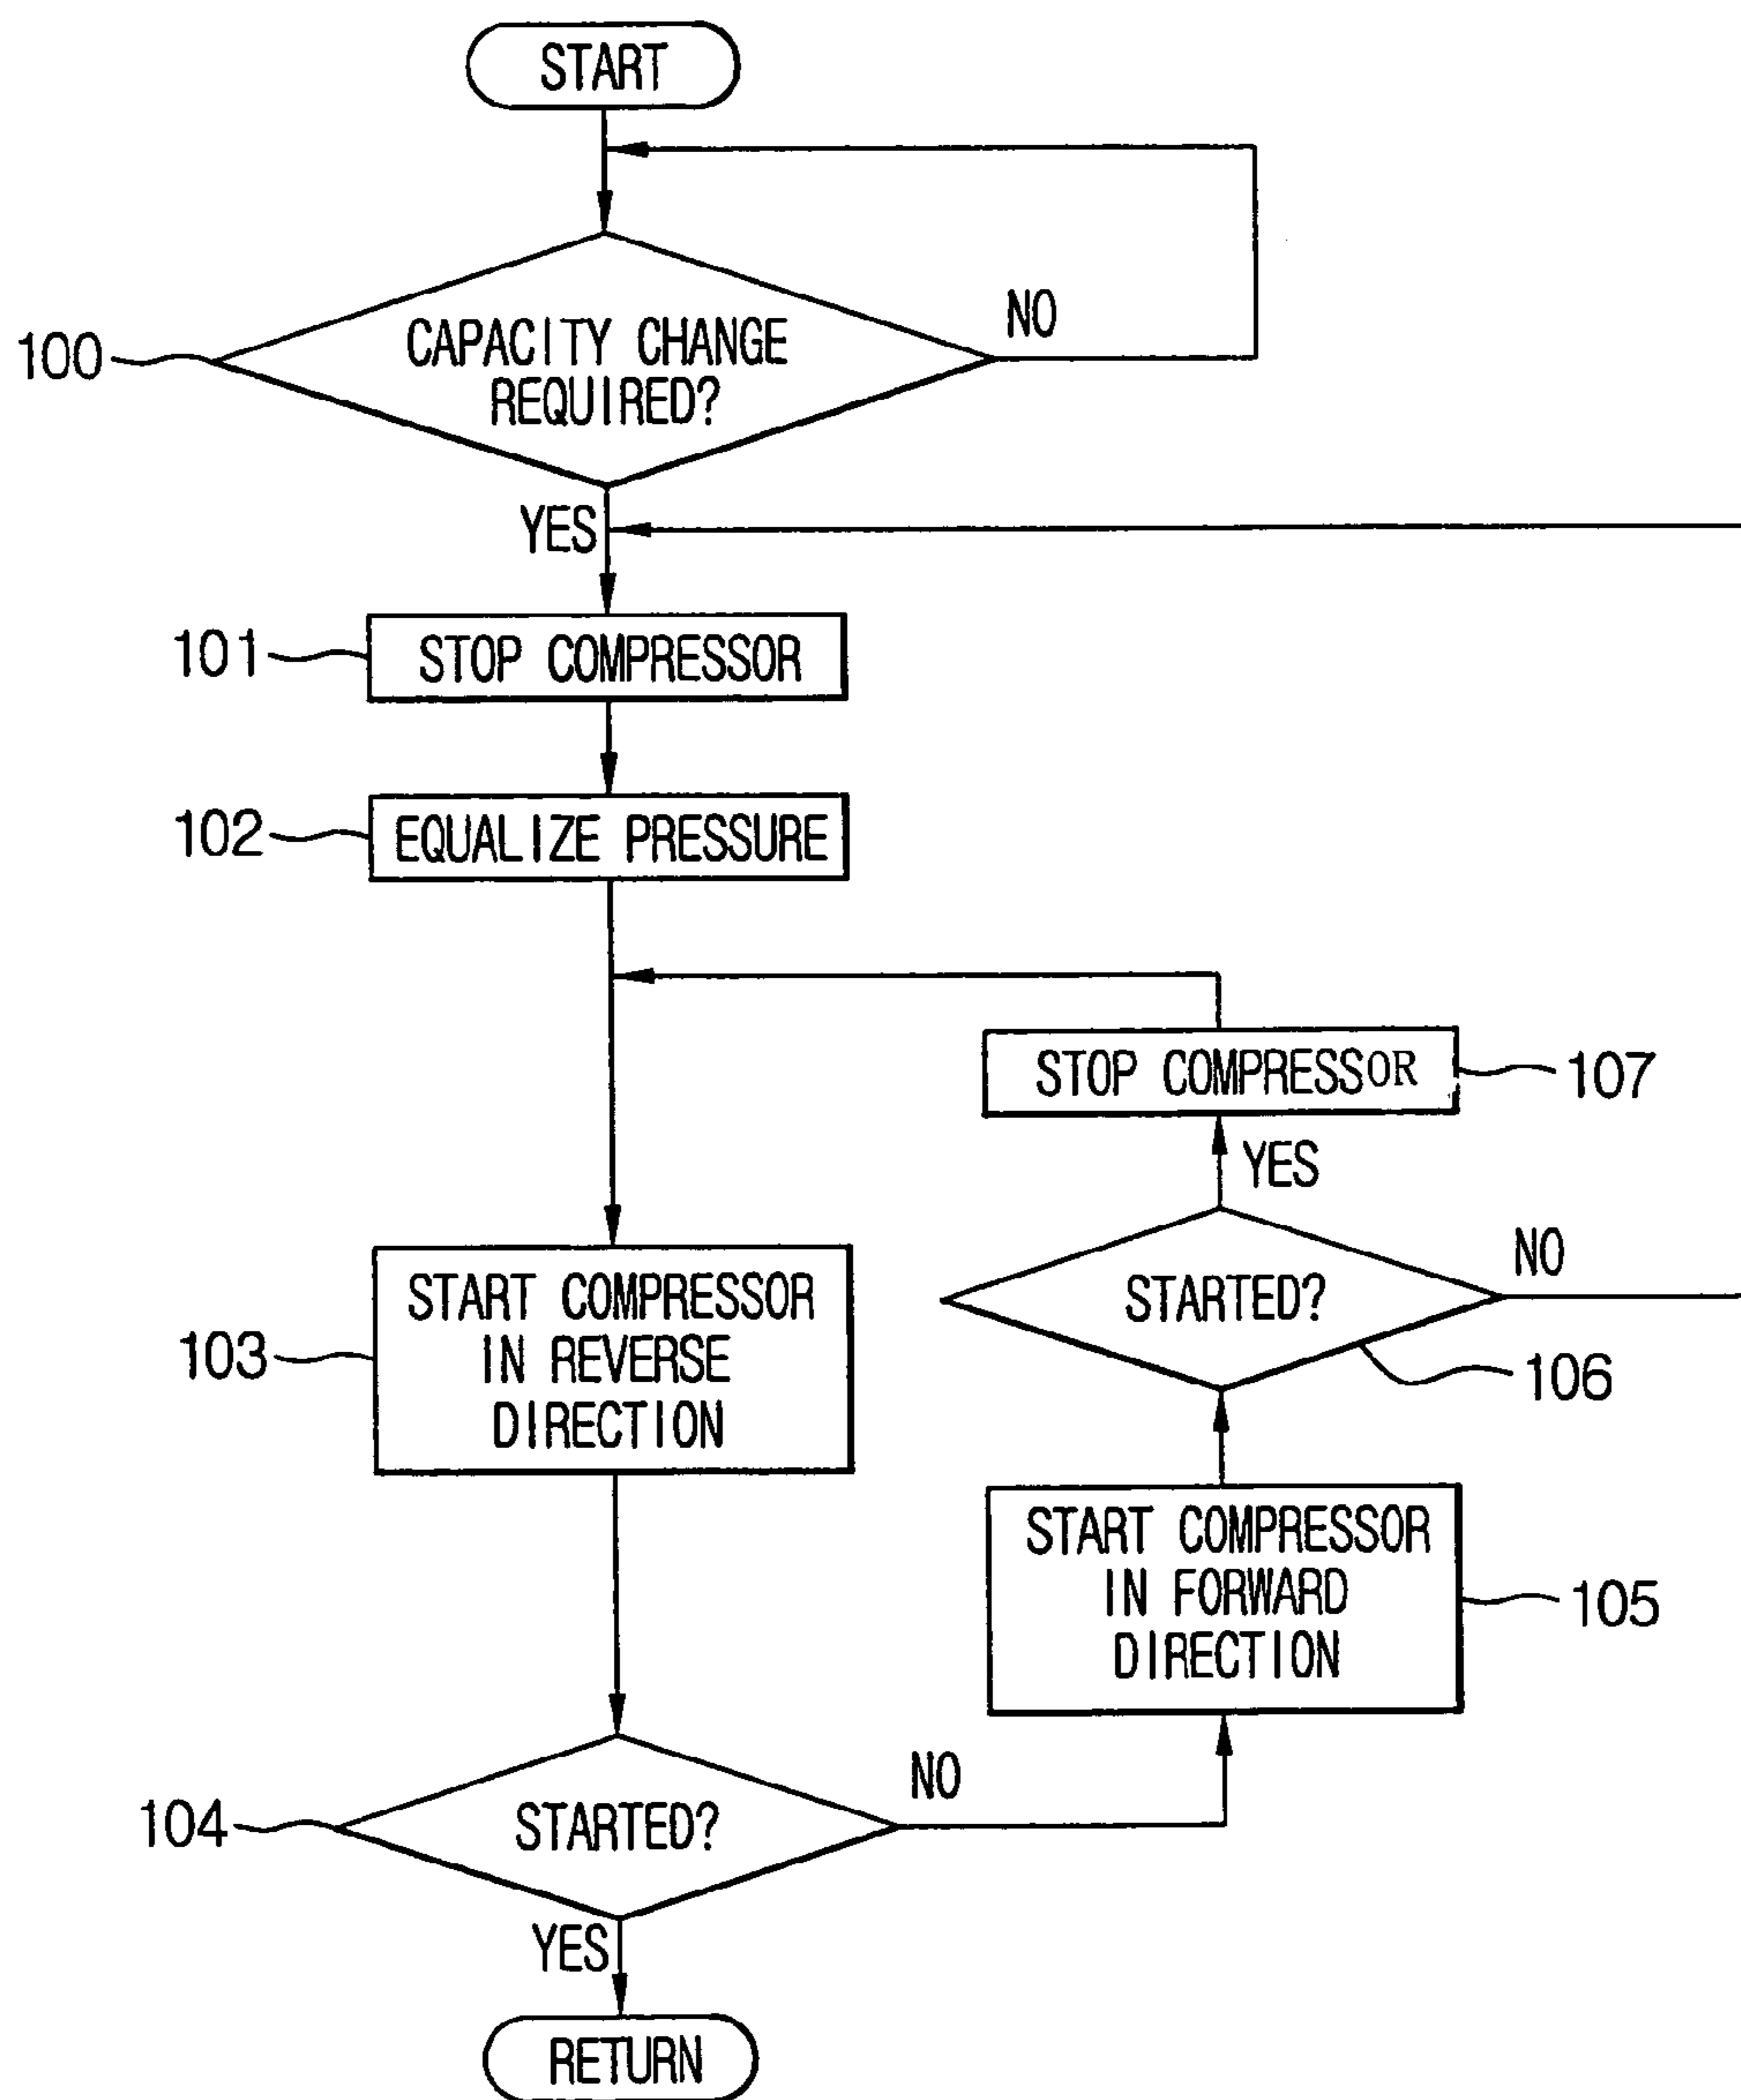 START
CAPACITY CHANGE
REQUIRED?
100
NO
YES
STOP COMPRESSOR
101
EQUALIZE PRESSURE
102
STOP COMPRESSOR
107
YES
STARTED?
NO
106
START COMPRESSOR
IN REVERSE
DIRECTION
103
START COMPRESSOR
IN FORWARD
DIRECTION
105
STARTED?
104
NO
YES
RETURN